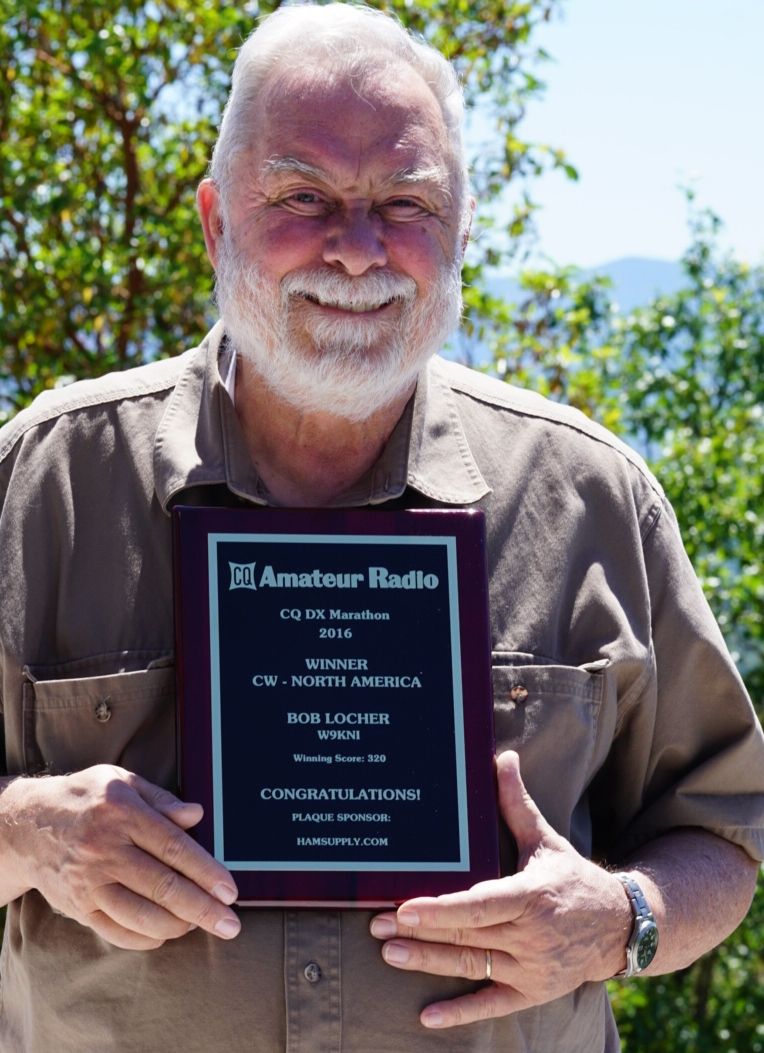 CQ Amateur Radio
CQ DX Marathon
2016
WINNER
CW - NORTH AMERICA
BOB LOCHER
W9KNI
Winning Score: 320
CONGRATULATIONS!
PLAQUE SPONSOR:
HAMSUPPLY.COM